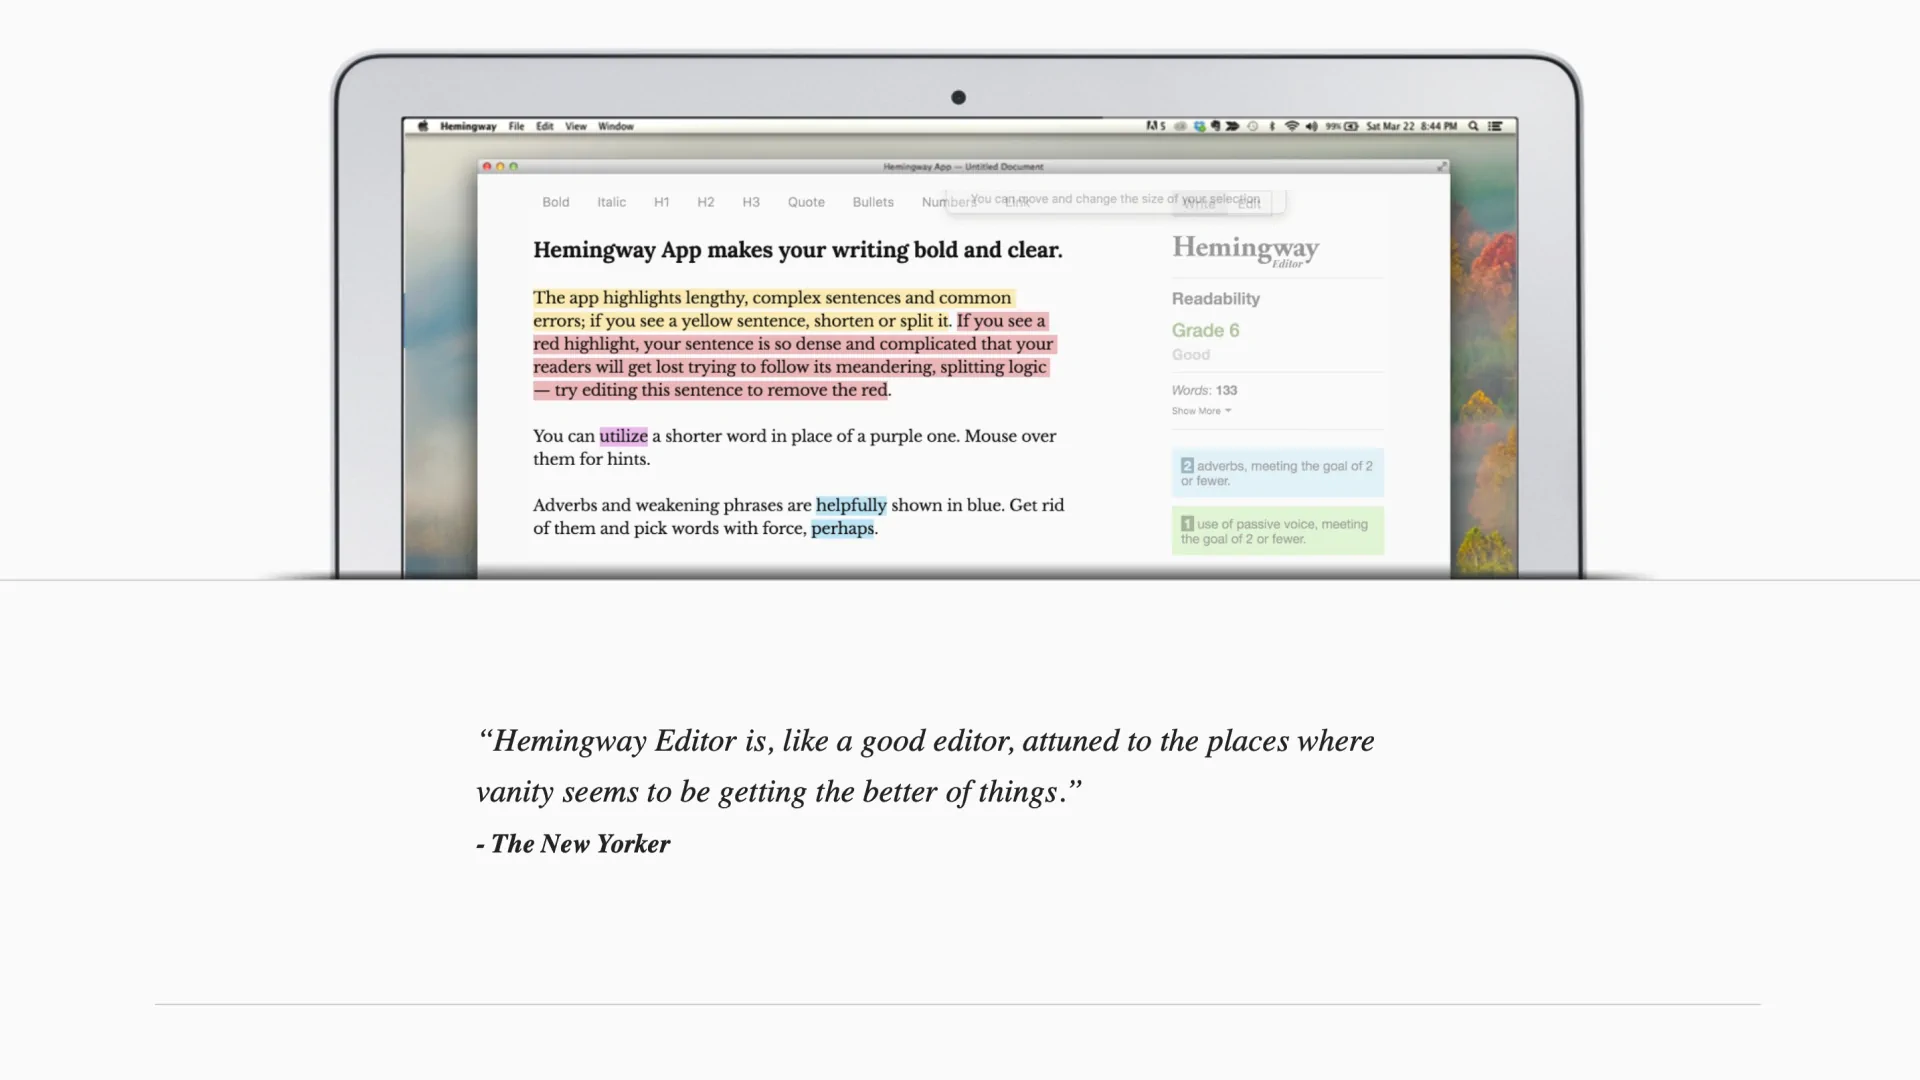 Hemingway File Edit View Window
99% Sat Mar 22 8:44 PM
Hemingway App — Untitled Document
Bold Italic H1 H2 H3 Quote Bullets Numbers Link
You can move and change the size of your selection
Write Edit
Hemingway App makes your writing bold and clear.
The app highlights lengthy, complex sentences and common
errors; if you see a yellow sentence, shorten or split it. If you see a
red highlight, your sentence is so dense and complicated that your
readers will get lost trying to follow its meandering, splitting logic
— try editing this sentence to remove the red.
You can utilize a shorter word in place of a purple one. Mouse over
them for hints.
Adverbs and weakening phrases are helpfully shown in blue. Get rid
of them and pick words with force, perhaps.
Hemingway
Editor
Readability
Grade 6
Good
Words: 133
Show More
2 adverbs, meeting the goal of 2
or fewer.
1 use of passive voice, meeting
the goal of 2 or fewer.
“Hemingway Editor is, like a good editor, attuned to the places where
vanity seems to be getting the better of things.”
- The New Yorker